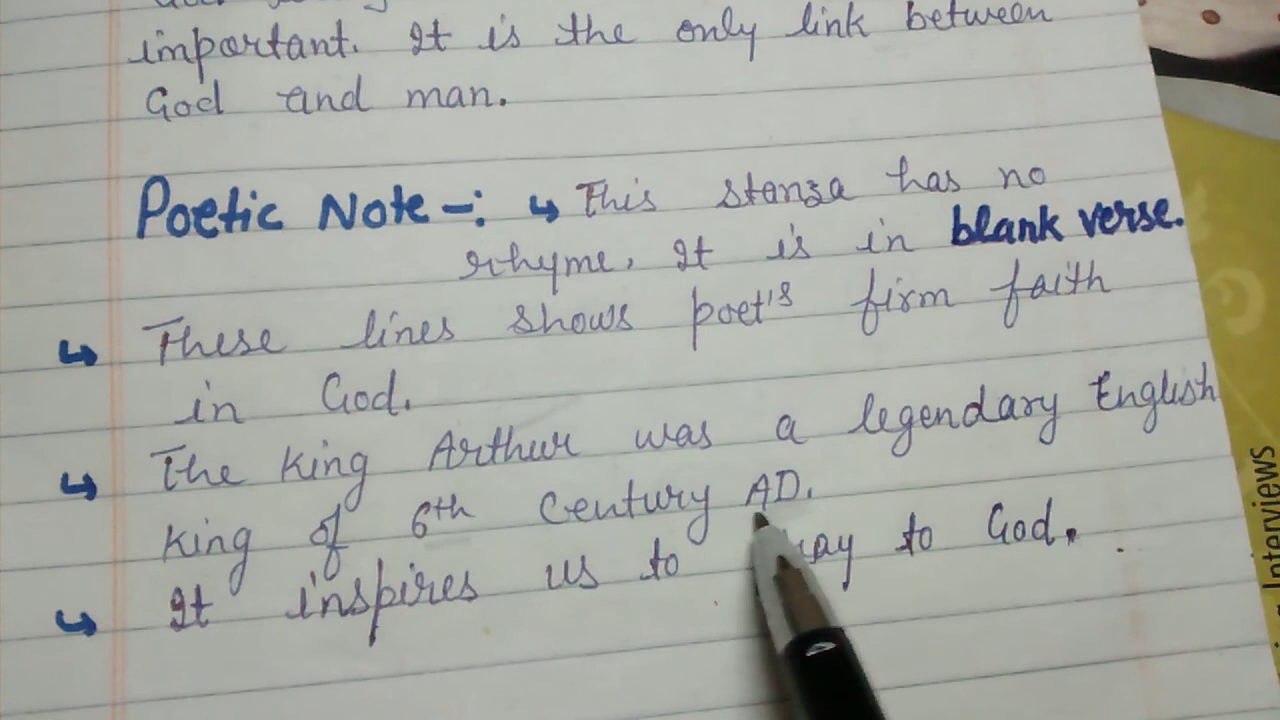 important. It is the only link between
God and man.
Poetic Note -: ↳ This stanza has no
rhyme, It is in blank verse.
↳ These lines shows poet's firm faith
in God.
↳ The King Arthur was a legendary English
King of 6th Century AD.
↳ It inspires us to to God.
Interviews